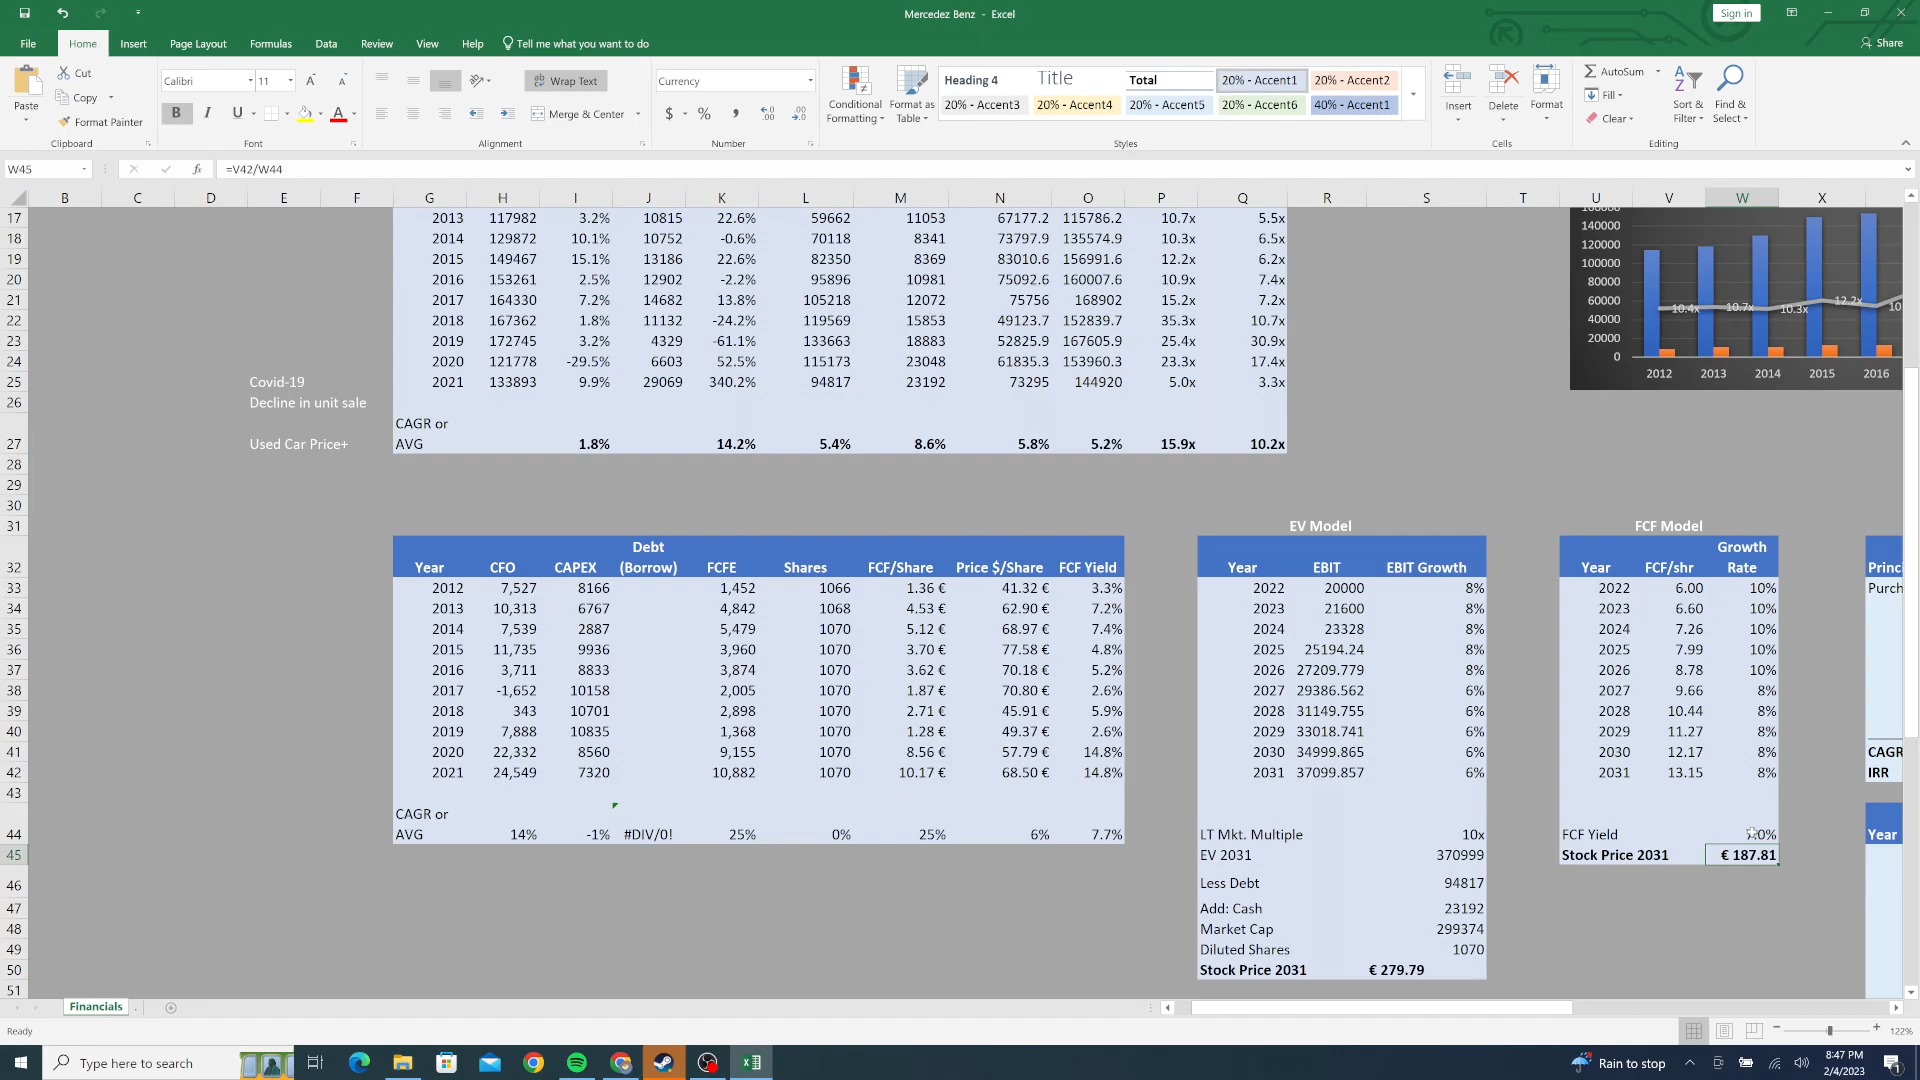 Mercedez Benz - Excel
Sign in
File Home Insert Page Layout Formulas Data Review View Help Tell me what you want to do Share
Paste Cut Copy Format Painter Clipboard
Calibri 11 B I U A Font
Wrap Text Merge & Center Alignment
Currency $ % , Number
Conditional Formatting Format as Table
Heading 4 Title Total 20% - Accent1 20% - Accent2
20% - Accent3 20% - Accent4 20% - Accent5 20% - Accent6 40% - Accent1
Styles
Insert Delete Format Cells
AutoSum Fill Clear Sort & Filter Find & Select Editing
W45 fx =V42/W44
B C D E F G H I J K L M N O P Q R S T U V W X
17 2013 117982 3.2% 10815 22.6% 59662 11053 67177.2 115786.2 10.7x 5.5x
18 2014 129872 10.1% 10752 -0.6% 70118 8341 73797.9 135574.9 10.3x 6.5x
19 2015 149467 15.1% 13186 22.6% 82350 8369 83010.6 156991.6 12.2x 6.2x
20 2016 153261 2.5% 12902 -2.2% 95896 10981 75092.6 160007.6 10.9x 7.4x
21 2017 164330 7.2% 14682 13.8% 105218 12072 75756 168902 15.2x 7.2x
22 2018 167362 1.8% 11132 -24.2% 119569 15853 49123.7 152839.7 35.3x 10.7x
23 2019 172745 3.2% 4329 -61.1% 133663 18883 52825.9 167605.9 25.4x 30.9x
24 2020 121778 -29.5% 6603 52.5% 115173 23048 61835.3 153960.3 23.3x 17.4x
25 Covid-19 2021 133893 9.9% 29069 340.2% 94817 23192 73295 144920 5.0x 3.3x
26 Decline in unit sale
27 Used Car Price+ CAGR or AVG 1.8% 14.2% 5.4% 8.6% 5.8% 5.2% 15.9x 10.2x
140000
120000
100000
80000
60000
40000
20000
0
10.4x 10.7x 10.3x 12.2x 10
2012 2013 2014 2015 2016
28
29
30
31 EV Model FCF Model
32 Year CFO CAPEX Debt (Borrow) FCFE Shares FCF/Share Price $/Share FCF Yield Year EBIT EBIT Growth Year FCF/shr Growth Rate Princ
33 2012 7,527 8166 1,452 1066 1.36 € 41.32 € 3.3% 2022 20000 8% 2022 6.00 10% Purch
34 2013 10,313 6767 4,842 1068 4.53 € 62.90 € 7.2% 2023 21600 8% 2023 6.60 10%
35 2014 7,539 2887 5,479 1070 5.12 € 68.97 € 7.4% 2024 23328 8% 2024 7.26 10%
36 2015 11,735 9936 3,960 1070 3.70 € 77.58 € 4.8% 2025 25194.24 8% 2025 7.99 10%
37 2016 3,711 8833 3,874 1070 3.62 € 70.18 € 5.2% 2026 27209.779 8% 2026 8.78 10%
38 2017 -1,652 10158 2,005 1070 1.87 € 70.80 € 2.6% 2027 29386.562 6% 2027 9.66 8%
39 2018 343 10701 2,898 1070 2.71 € 45.91 € 5.9% 2028 31149.755 6% 2028 10.44 8%
40 2019 7,888 10835 1,368 1070 1.28 € 49.37 € 2.6% 2029 33018.741 6% 2029 11.27 8%
41 2020 22,332 8560 9,155 1070 8.56 € 57.79 € 14.8% 2030 34999.865 6% 2030 12.17 8% CAGR
42 2021 24,549 7320 10,882 1070 10.17 € 68.50 € 14.8% 2031 37099.857 6% 2031 13.15 8% IRR
43
44 CAGR or AVG 14% -1% #DIV/0! 25% 0% 25% 6% 7.7% LT Mkt. Multiple 10x FCF Yield Year
45 EV 2031 370999 Stock Price 2031 € 187.81
46 Less Debt 94817
47 Add: Cash 23192
48 Market Cap 299374
49 Diluted Shares 1070
50 Stock Price 2031 € 279.79
51
Financials
Ready 122%
Type here to search Rain to stop 8:47 PM
2/4/2023
1